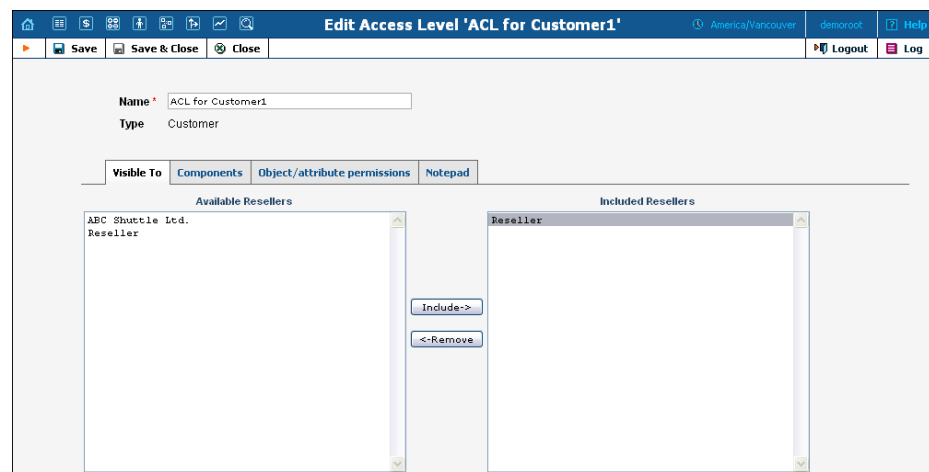 Edit Access Level 'ACL for Customer1' America/Vancouver demoroot ? Help
Save Save & Close Close Logout Log
Name * ACL for Customer1
Type Customer
Visible To Components Object/attribute permissions Notepad
Available Resellers Included Resellers
ABC Shuttle Ltd. Reseller
Reseller
Include->
<-Remove